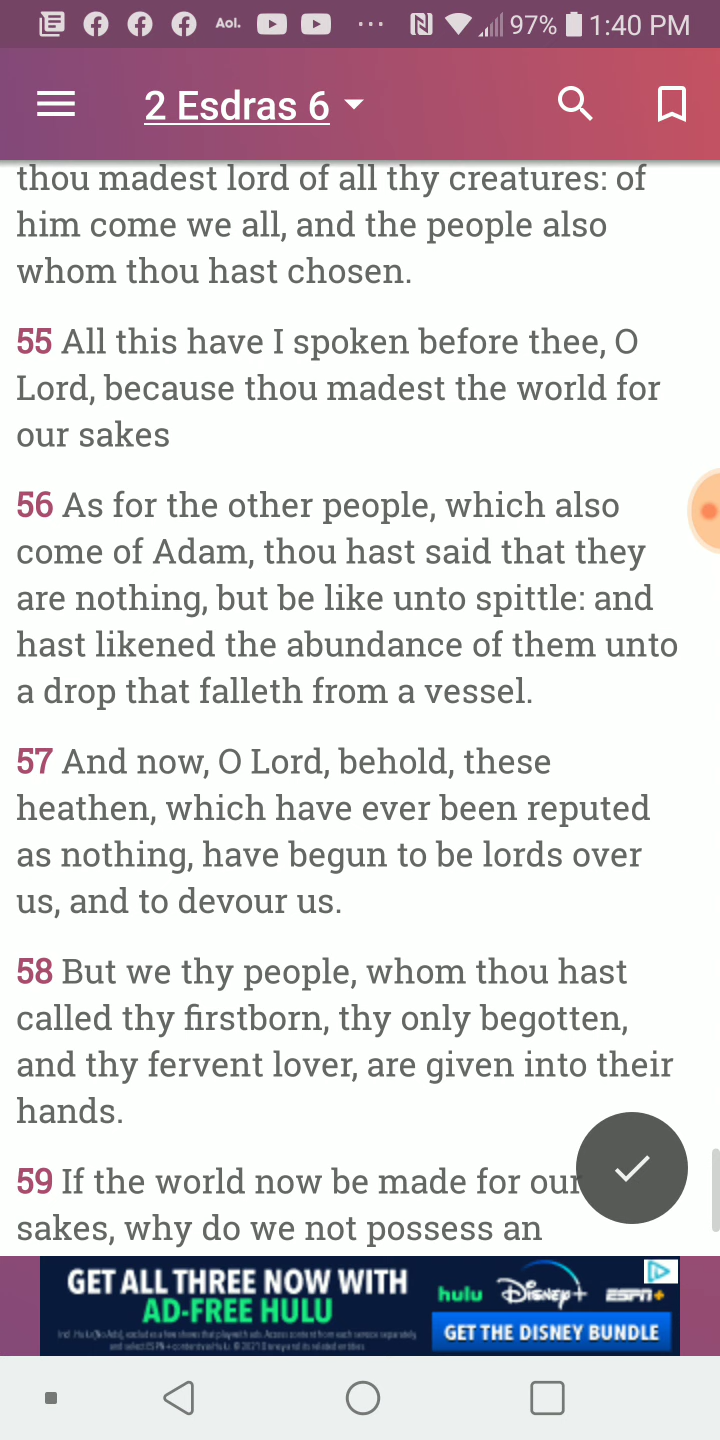 Aol. ... 97% 1:40 PM
2 Esdras 6
thou madest lord of all thy creatures: of
him come we all, and the people also
whom thou hast chosen.
55 All this have I spoken before thee, O
Lord, because thou madest the world for
our sakes
56 As for the other people, which also
come of Adam, thou hast said that they
are nothing, but be like unto spittle: and
hast likened the abundance of them unto
a drop that falleth from a vessel.
57 And now, O Lord, behold, these
heathen, which have ever been reputed
as nothing, have begun to be lords over
us, and to devour us.
58 But we thy people, whom thou hast
called thy firstborn, thy only begotten,
and thy fervent lover, are given into their
hands.
59 If the world now be made for our
sakes, why do we not possess an
GET ALL THREE NOW WITH
AD-FREE HULU
hulu Disney+ ESPN+
GET THE DISNEY BUNDLE